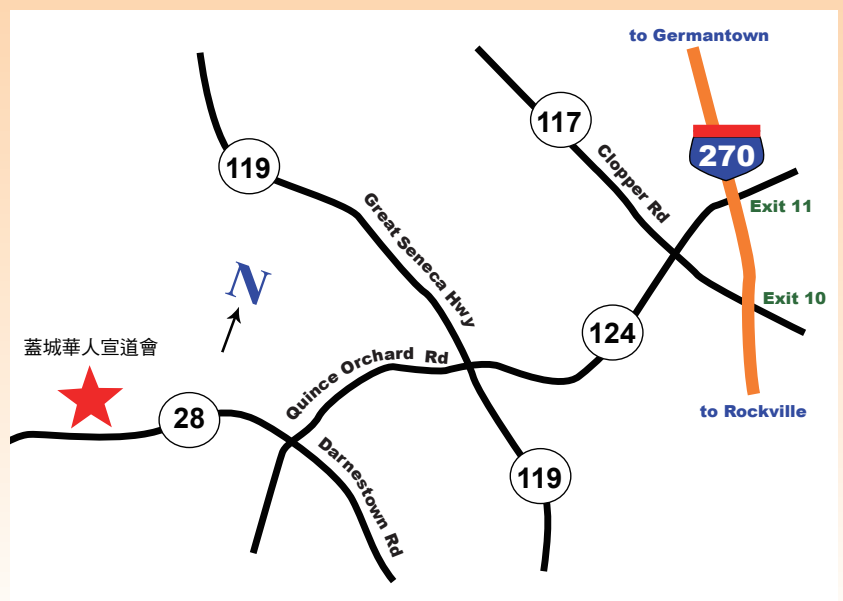 to Germantown
117
270
119
Clopper Rd
Exit 11
Great Seneca Hwy
N
Exit 10
124
蓋城華人宣道會
Quince Orchard Rd
28
to Rockville
Darnestown Rd
119